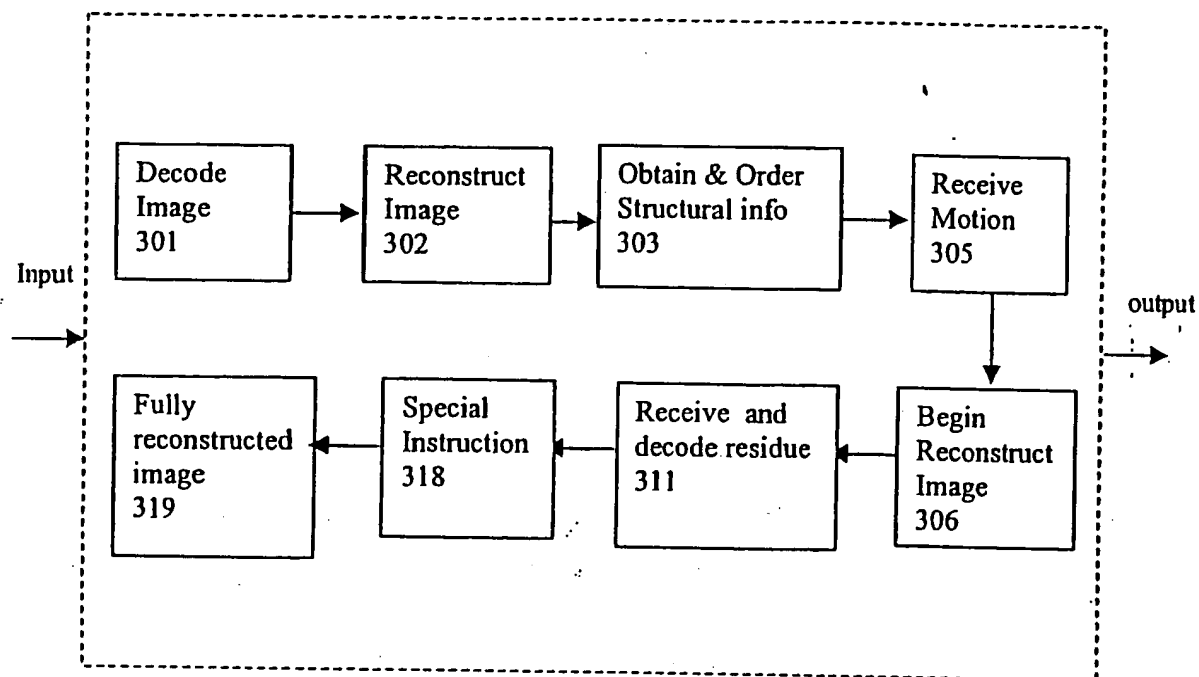 Input
Decode
Image
301
Reconstruct
Image
302
Obtain & Order
Structural info
303
Receive
Motion
305
Begin
Reconstruct
Image
306
Receive and
decode residue
311
Special
Instruction
318
Fully
reconstructed
image
319
output